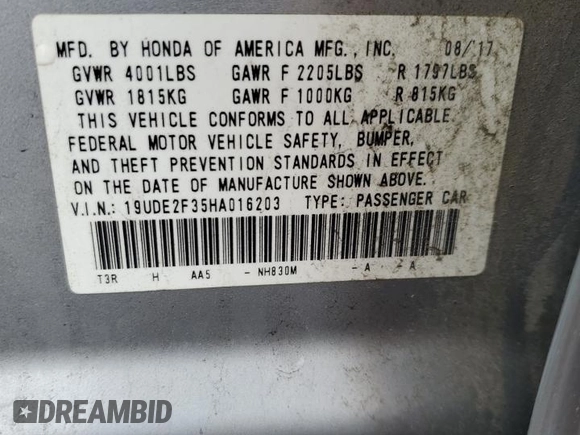 MFD. BY HONDA OF AMERICA MFG., INC. 08/17
GVWR 4001LBS GAWR F 2205LBS R 1797LBS
GVWR 1815KG GAWR F 1000KG R 815KG
THIS VEHICLE CONFORMS TO ALL APPLICABLE
FEDERAL MOTOR VEHICLE SAFETY, BUMPER,
AND THEFT PREVENTION STANDARDS IN EFFECT
ON THE DATE OF MANUFACTURE SHOWN ABOVE.
V.I.N.: 19UDE2F35HA016203 TYPE: PASSENGER CAR
T3R H AA5 - NH830M - A - A
DREAMBID